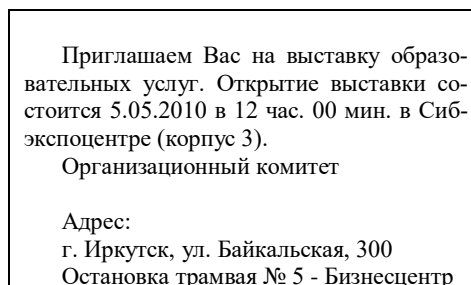 Приглашаем Вас на выставку образо-
вательных услуг. Открытие выставки со-
стоится 5.05.2010 в 12 час. 00 мин. в Сиб-
экспоцентре (корпус 3).
Организационный комитет
Адрес:
г. Иркутск, ул. Байкальская, 300
Остановка трамвая № 5 - Бизнесцентр